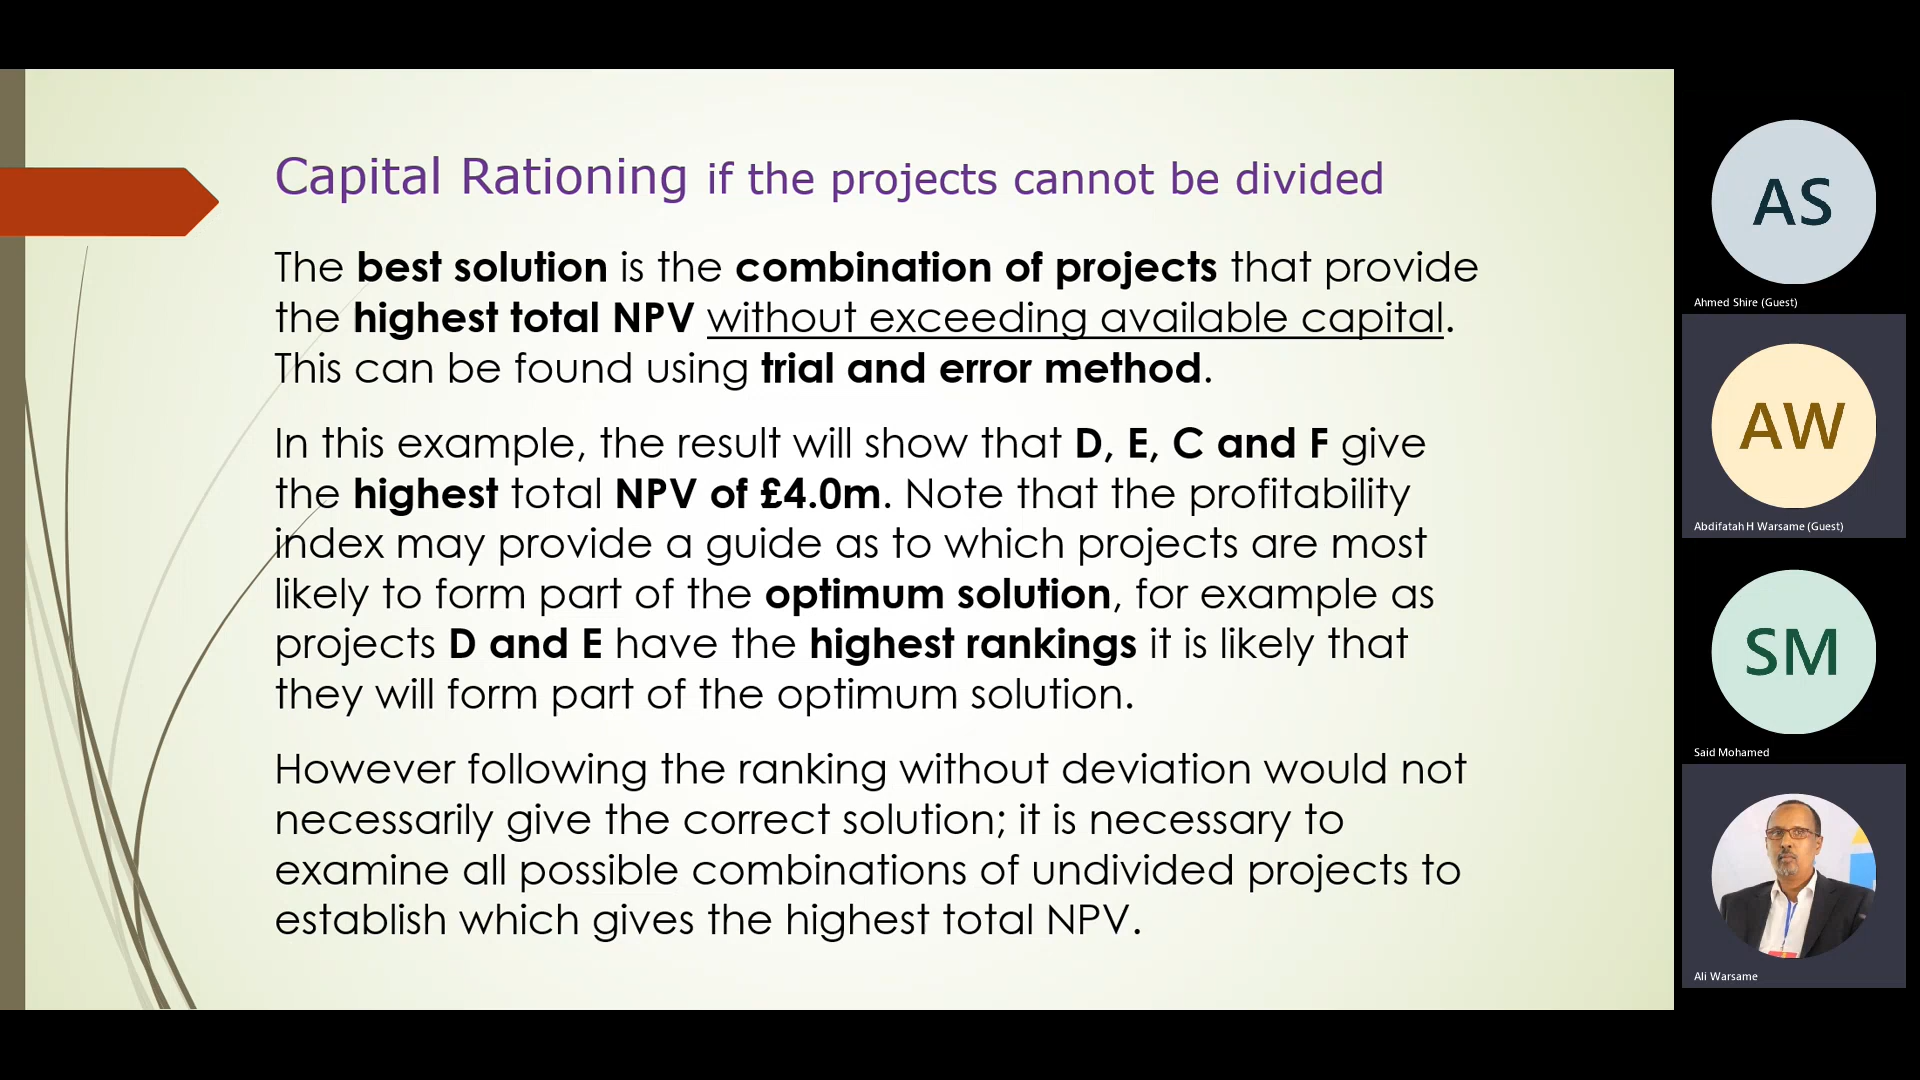 Capital Rationing if the projects cannot be divided
The best solution is the combination of projects that provide
the highest total NPV without exceeding available capital.
This can be found using trial and error method.
In this example, the result will show that D, E, C and F give
the highest total NPV of £4.0m. Note that the profitability
index may provide a guide as to which projects are most
likely to form part of the optimum solution, for example as
projects D and E have the highest rankings it is likely that
they will form part of the optimum solution.
However following the ranking without deviation would not
necessarily give the correct solution; it is necessary to
examine all possible combinations of undivided projects to
establish which gives the highest total NPV.
AS
Ahmed Shire (Guest)
AW
Abdifatah H Warsame (Guest)
SM
Said Mohamed
Ali Warsame